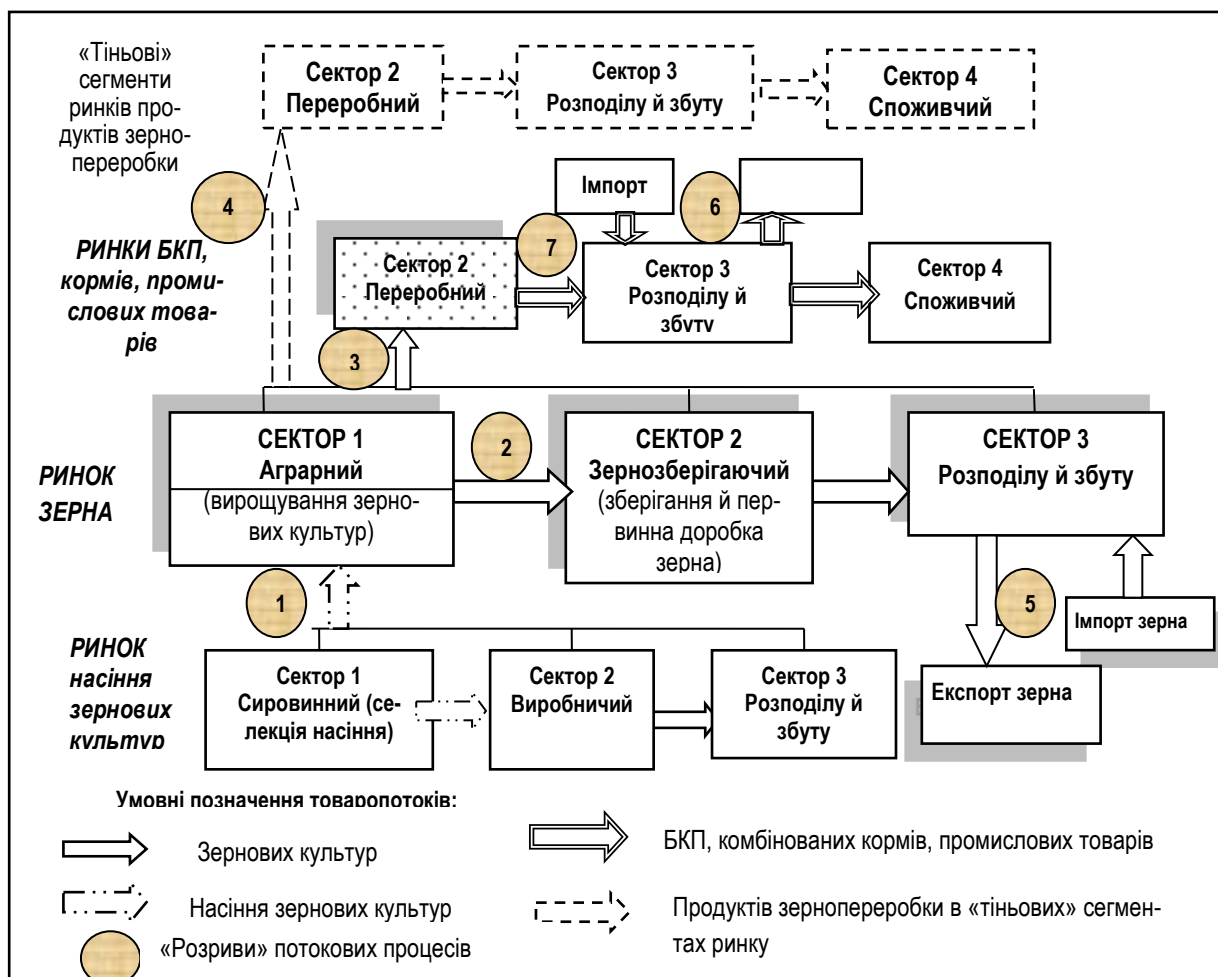 «Тіньові»
сегменти
ринків про-
дуктів зерно-
переробки
Сектор 2
Переробний
Сектор 3
Розподілу й збуту
Сектор 4
Споживчий
4
Імпорт
6
РИНКИ БКП,
кормів, проми-
слових това-
рів
Сектор 2
Переробний
7
Сектор 3
Розподілу й
збуту
Сектор 4
Споживчий
3
РИНОК
ЗЕРНА
СЕКТОР 1
Аграрний
(вирощування зерно-
вих культур)
2
СЕКТОР 2
Зернозберігаючий
(зберігання й пер-
винна доробка
зерна)
СЕКТОР 3
Розподілу й збуту
1
5
Імпорт зерна
РИНОК
насіння
зернових
культур
Сектор 1
Сировинний (се-
лекція насіння)
Сектор 2
Виробничий
Сектор 3
Розподілу й
збуту
Експорт зерна
Умовні позначення товаропотоків:
Зернових культур
БКП, комбінованих кормів, промислових товарів
Насіння зернових культур
Продуктів зернопереробки в «тіньових» сегмен-
тах ринку
«Розриви» потокових процесів